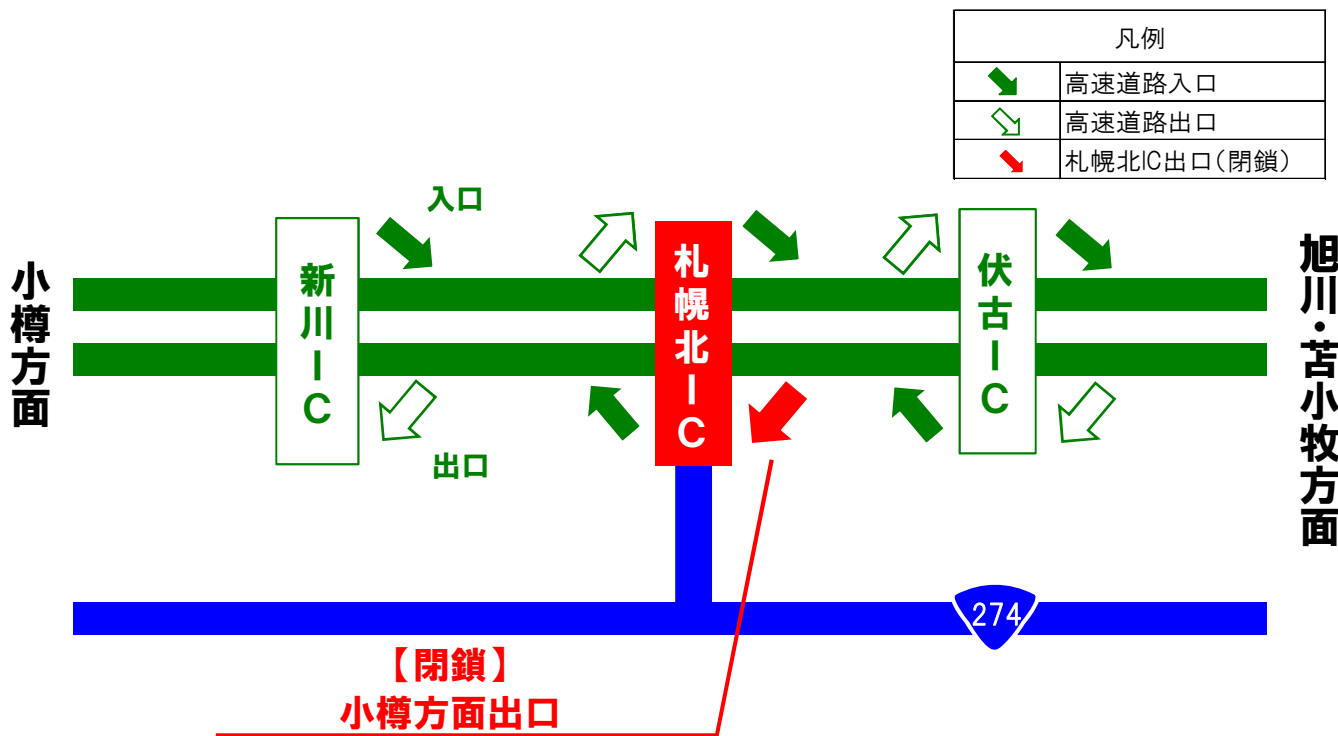 凡例
高速道路入口
高速道路出口
札幌北IC出口(閉鎖)
入口
小樽方面
新川IC
札幌北IC
伏古IC
旭川・苫小牧方面
出口
274
【閉鎖】
小樽方面出口